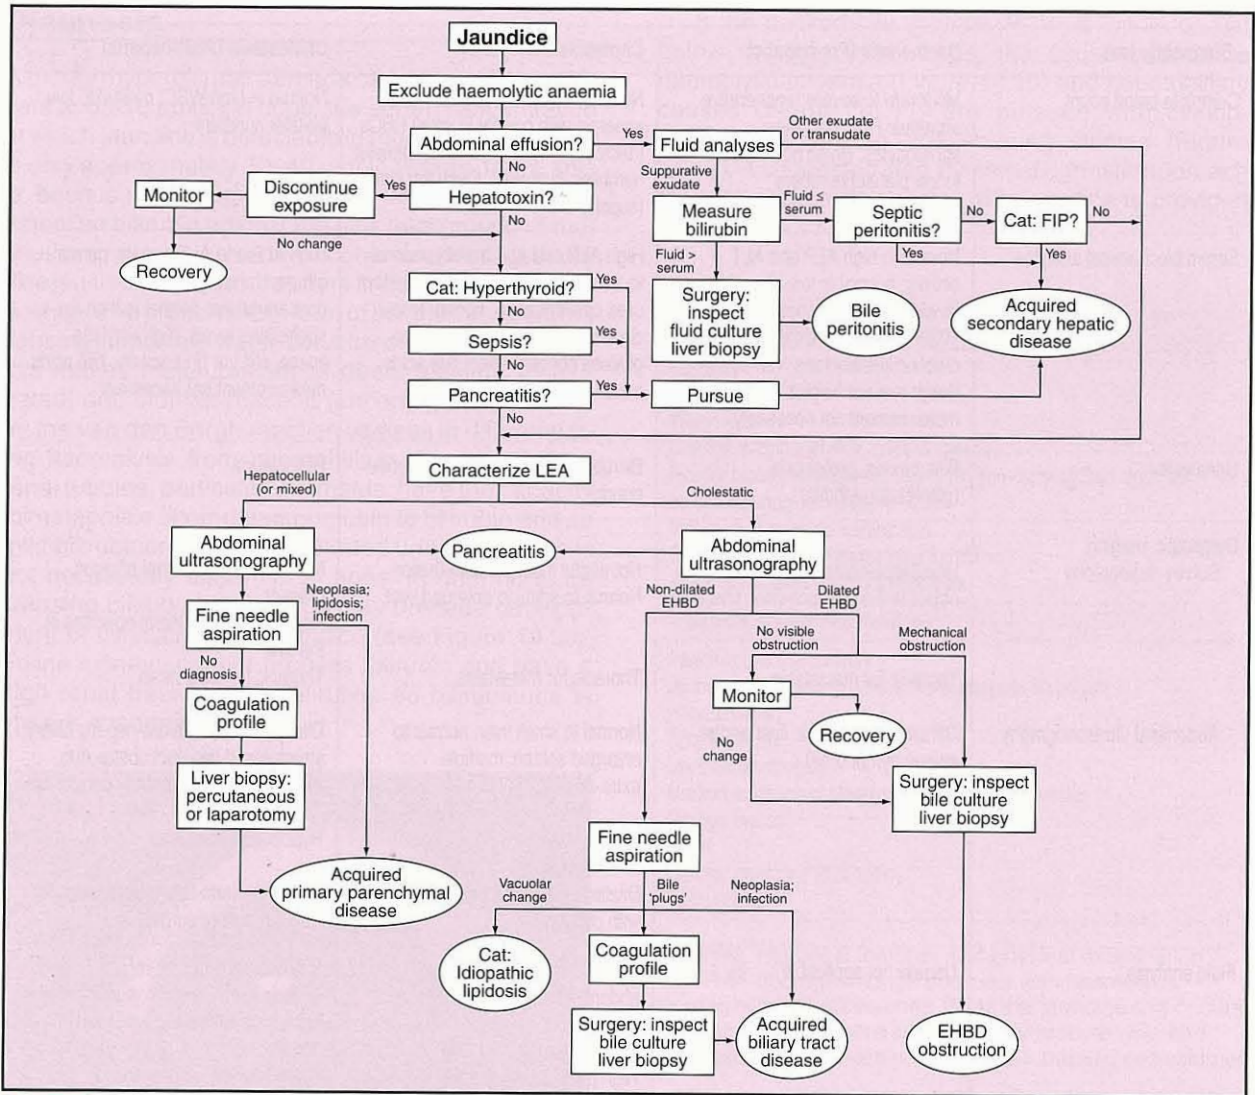 Jaundice
Exclude haemolytic anaemia
Abdominal effusion?
Yes
Fluid analyses
Other exudate
or transudate
No
Suppurative
exudate
Monitor
Discontinue
exposure
Yes
Hepatotoxin?
Measure
bilirubin
Fluid ≤
serum
Septic
peritonitis?
No
Cat: FIP?
No
No change
No
Yes
Yes
Recovery
Fluid >
serum
Cat: Hyperthyroid?
Yes
Surgery:
inspect
fluid culture
liver biopsy
Bile
peritonitis
Acquired
secondary hepatic
disease
No
Sepsis?
Yes
No
Pancreatitis?
Yes
Pursue
No
Characterize LEA
Hepatocellular
(or mixed)
Cholestatic
Abdominal
ultrasonography
Pancreatitis
Abdominal
ultrasonography
Fine needle
aspiration
Neoplasia;
lipidosis;
infection
Non-dilated
EHBD
Dilated
EHBD
No
diagnosis
No visible
obstruction
Mechanical
obstruction
Coagulation
profile
Monitor
Recovery
No
change
Liver biopsy:
percutaneous
or laparotomy
Surgery: inspect
bile culture
liver biopsy
Acquired
primary parenchymal
disease
Fine needle
aspiration
Vacuolar
change
Bile
'plugs'
Neoplasia;
infection
Cat:
Idiopathic
lipidosis
Coagulation
profile
Surgery: inspect
bile culture
liver biopsy
Acquired
biliary tract
disease
EHBD
obstruction